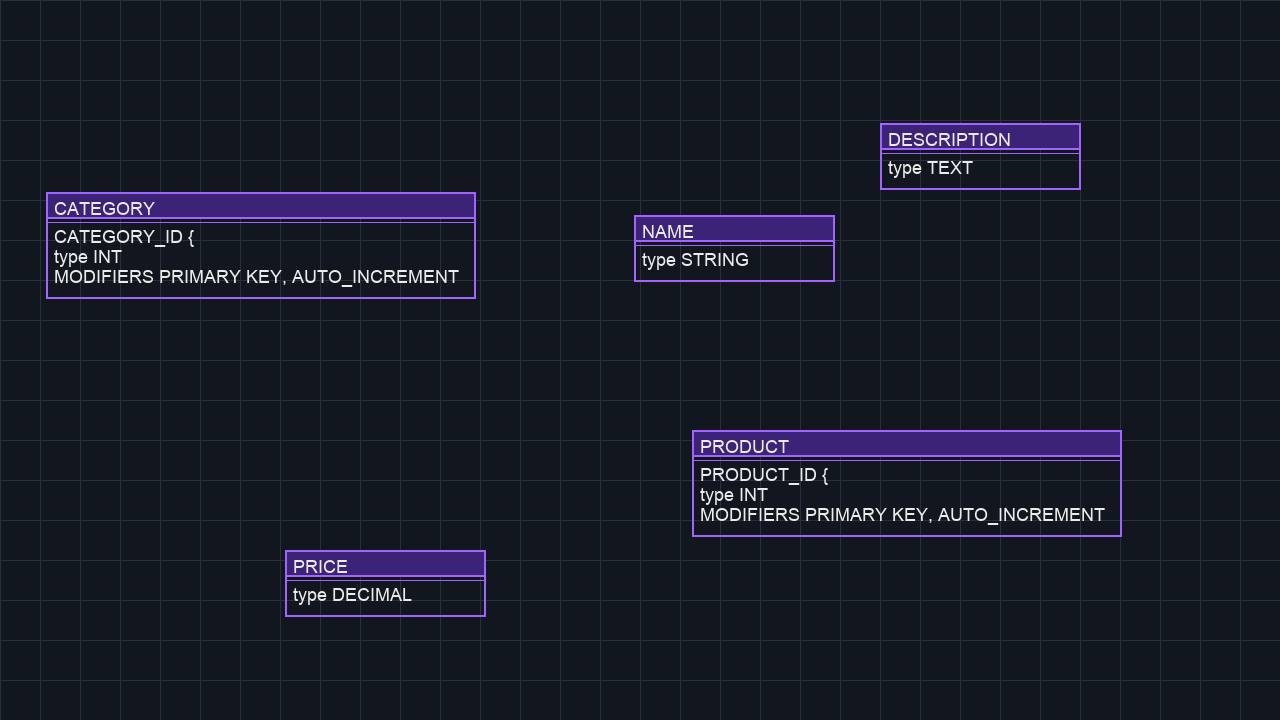 DESCRIPTION
type TEXT
CATEGORY
CATEGORY_ID {
type INT
MODIFIERS PRIMARY KEY, AUTO_INCREMENT
NAME
type STRING
PRODUCT
PRODUCT_ID {
type INT
MODIFIERS PRIMARY KEY, AUTO_INCREMENT
PRICE
type DECIMAL